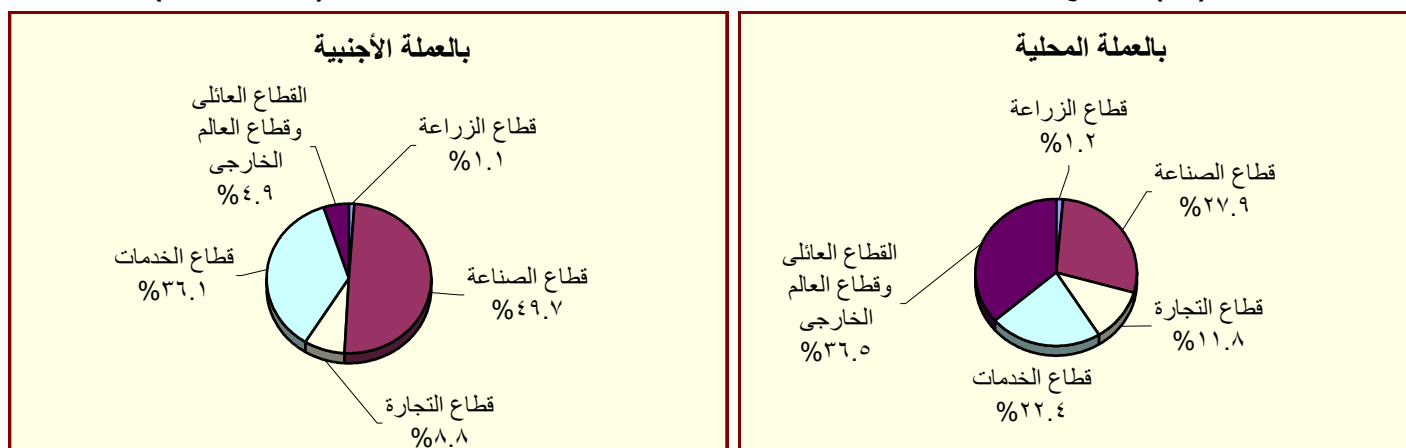 بالعملة المحلية
قطاع الزراعة
%١.٢
قطاع الصناعة
%٢٧.٩
قطاع التجارة
%١١.٨
قطاع الخدمات
%٢٢.٤
القطاع العائلى
وقطاع العالم
الخارجى
%٣٦.٥
بالعملة الأجنبية
قطاع الزراعة
%١.١
قطاع الصناعة
%٤٩.٧
قطاع التجارة
%٨.٨
قطاع الخدمات
%٣٦.١
القطاع العائلى
وقطاع العالم
الخارجى
%٤.٩